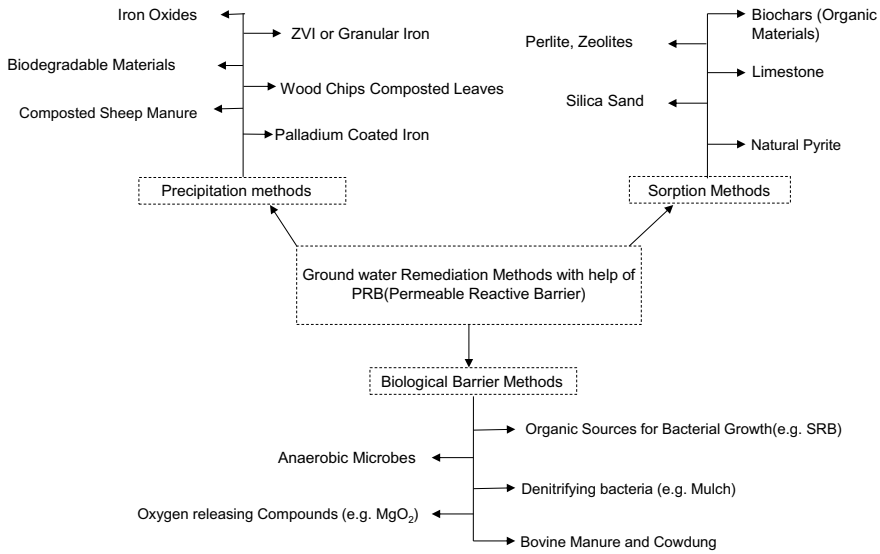 Iron Oxides
ZVI or Granular Iron
Biodegradable Materials
Wood Chips Composted Leaves
Composted Sheep Manure
Palladium Coated Iron
Precipitation methods
Biochars (Organic
Materials)
Perlite, Zeolites
Limestone
Silica Sand
Natural Pyrite
Sorption Methods
Ground water Remediation Methods with help of
PRB(Permeable Reactive Barrier)
Biological Barrier Methods
Organic Sources for Bacterial Growth(e.g. SRB)
Anaerobic Microbes
Denitrifying bacteria (e.g. Mulch)
Oxygen releasing Compounds (e.g. MgO₂)
Bovine Manure and Cowdung